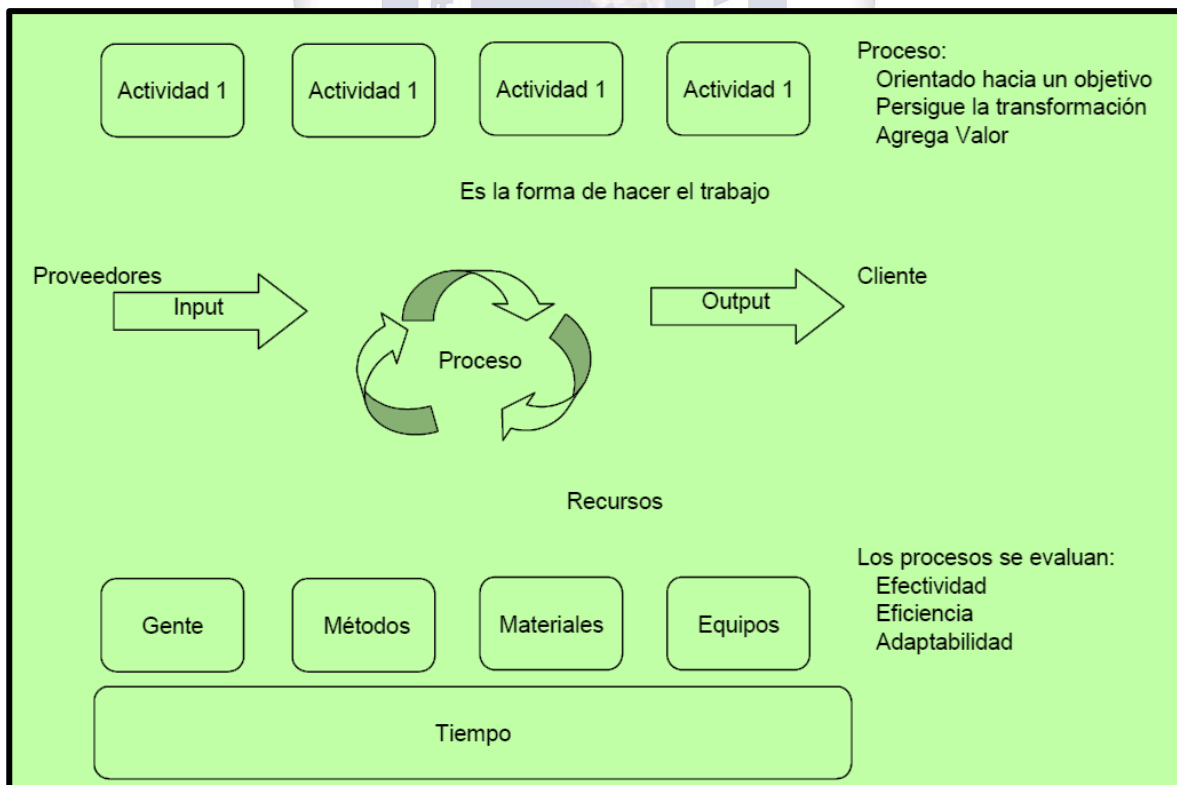 Actividad 1
Actividad 1
Actividad 1
Actividad 1
Proceso:
Orientado hacia un objetivo
Persigue la transformación
Agrega Valor
Es la forma de hacer el trabajo
Proveedores
Input
Proceso
Output
Cliente
Recursos
Los procesos se evaluan:
Efectividad
Eficiencia
Adaptabilidad
Gente
Métodos
Materiales
Equipos
Tiempo